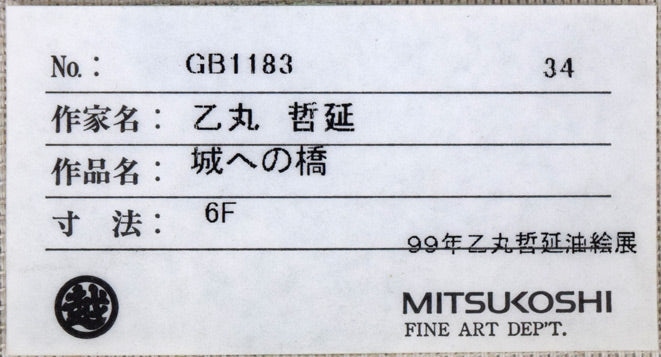 No.： GB1183 34
作家名： 乙丸 哲延
作品名： 城への橋
寸 法： 6F
99年乙丸哲延油絵展
越
MITSUKOSHI
FINE ART DEP'T.